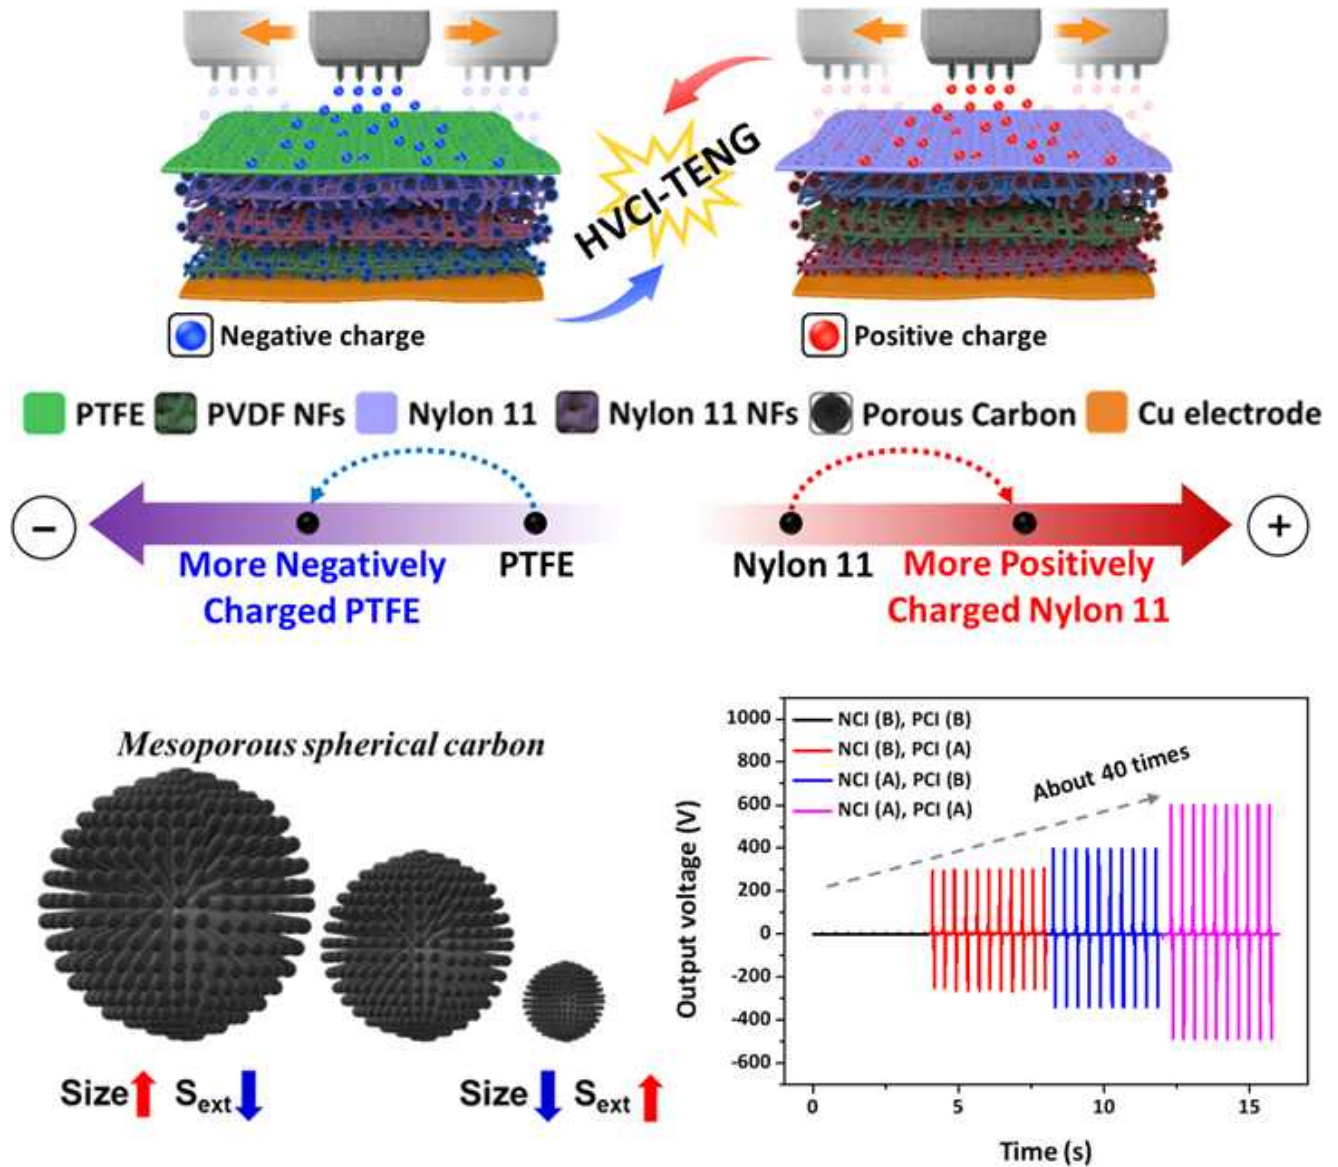 HVCI-TENG
Negative charge
Positive charge
PTFE PVDF NFs Nylon 11 Nylon 11 NFs Porous Carbon Cu electrode
− +
PTFE Nylon 11
More Negatively
Charged PTFE
More Positively
Charged Nylon 11
Mesoporous spherical carbon
Size Sext Size Sext
Output voltage (V)
1000
800
600
400
200
0
-200
-400
-600
NCI (B), PCI (B)
NCI (B), PCI (A)
NCI (A), PCI (B)
NCI (A), PCI (A)
About 40 times
0 5 10 15
Time (s)